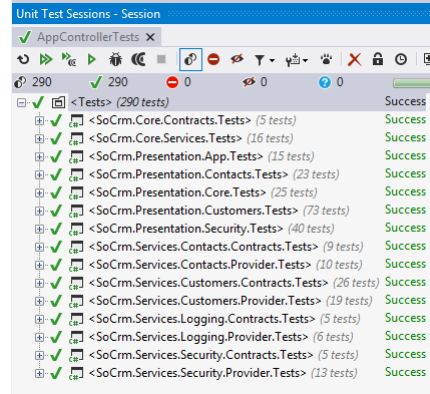 Unit Test Sessions - Session
AppControllerTests
290 290 0 0 0
<Tests> (290 tests) Success
<SoCrm.Core.Contracts.Tests> (5 tests) Success
<SoCrm.Core.Services.Tests> (16 tests) Success
<SoCrm.Presentation.App.Tests> (15 tests) Success
<SoCrm.Presentation.Contacts.Tests> (23 tests) Success
<SoCrm.Presentation.Core.Tests> (25 tests) Success
<SoCrm.Presentation.Customers.Tests> (73 tests) Success
<SoCrm.Presentation.Security.Tests> (40 tests) Success
<SoCrm.Services.Contacts.Contracts.Tests> (9 tests) Success
<SoCrm.Services.Contacts.Provider.Tests> (10 tests) Success
<SoCrm.Services.Customers.Contracts.Tests> (26 tests) Success
<SoCrm.Services.Customers.Provider.Tests> (19 tests) Success
<SoCrm.Services.Logging.Contracts.Tests> (5 tests) Success
<SoCrm.Services.Logging.Provider.Tests> (6 tests) Success
<SoCrm.Services.Security.Contracts.Tests> (5 tests) Success
<SoCrm.Services.Security.Provider.Tests> (13 tests) Success